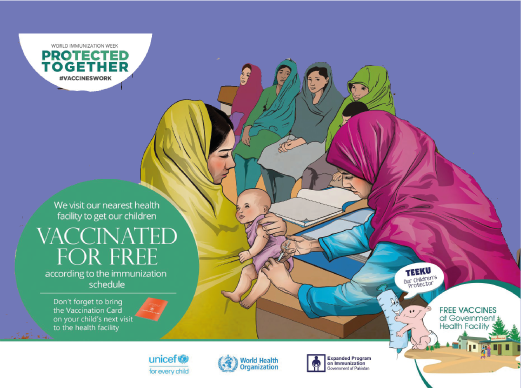 WORLD IMMUNIZATION WEEK
PROTECTED
TOGETHER
#VACCINESWORK
We visit our nearest health
facility to get our children
VACCINATED
FOR FREE
according to the immunization
schedule
Don't forget to bring
the Vaccination Card
on your child's next visit
to the health facility
TEEKU
Our Children's
Protector
FREE VACCINES
at Government
Health Facility
unicef
for every child
World Health
Organization
Expanded Program
on Immunization
Government of Pakistan